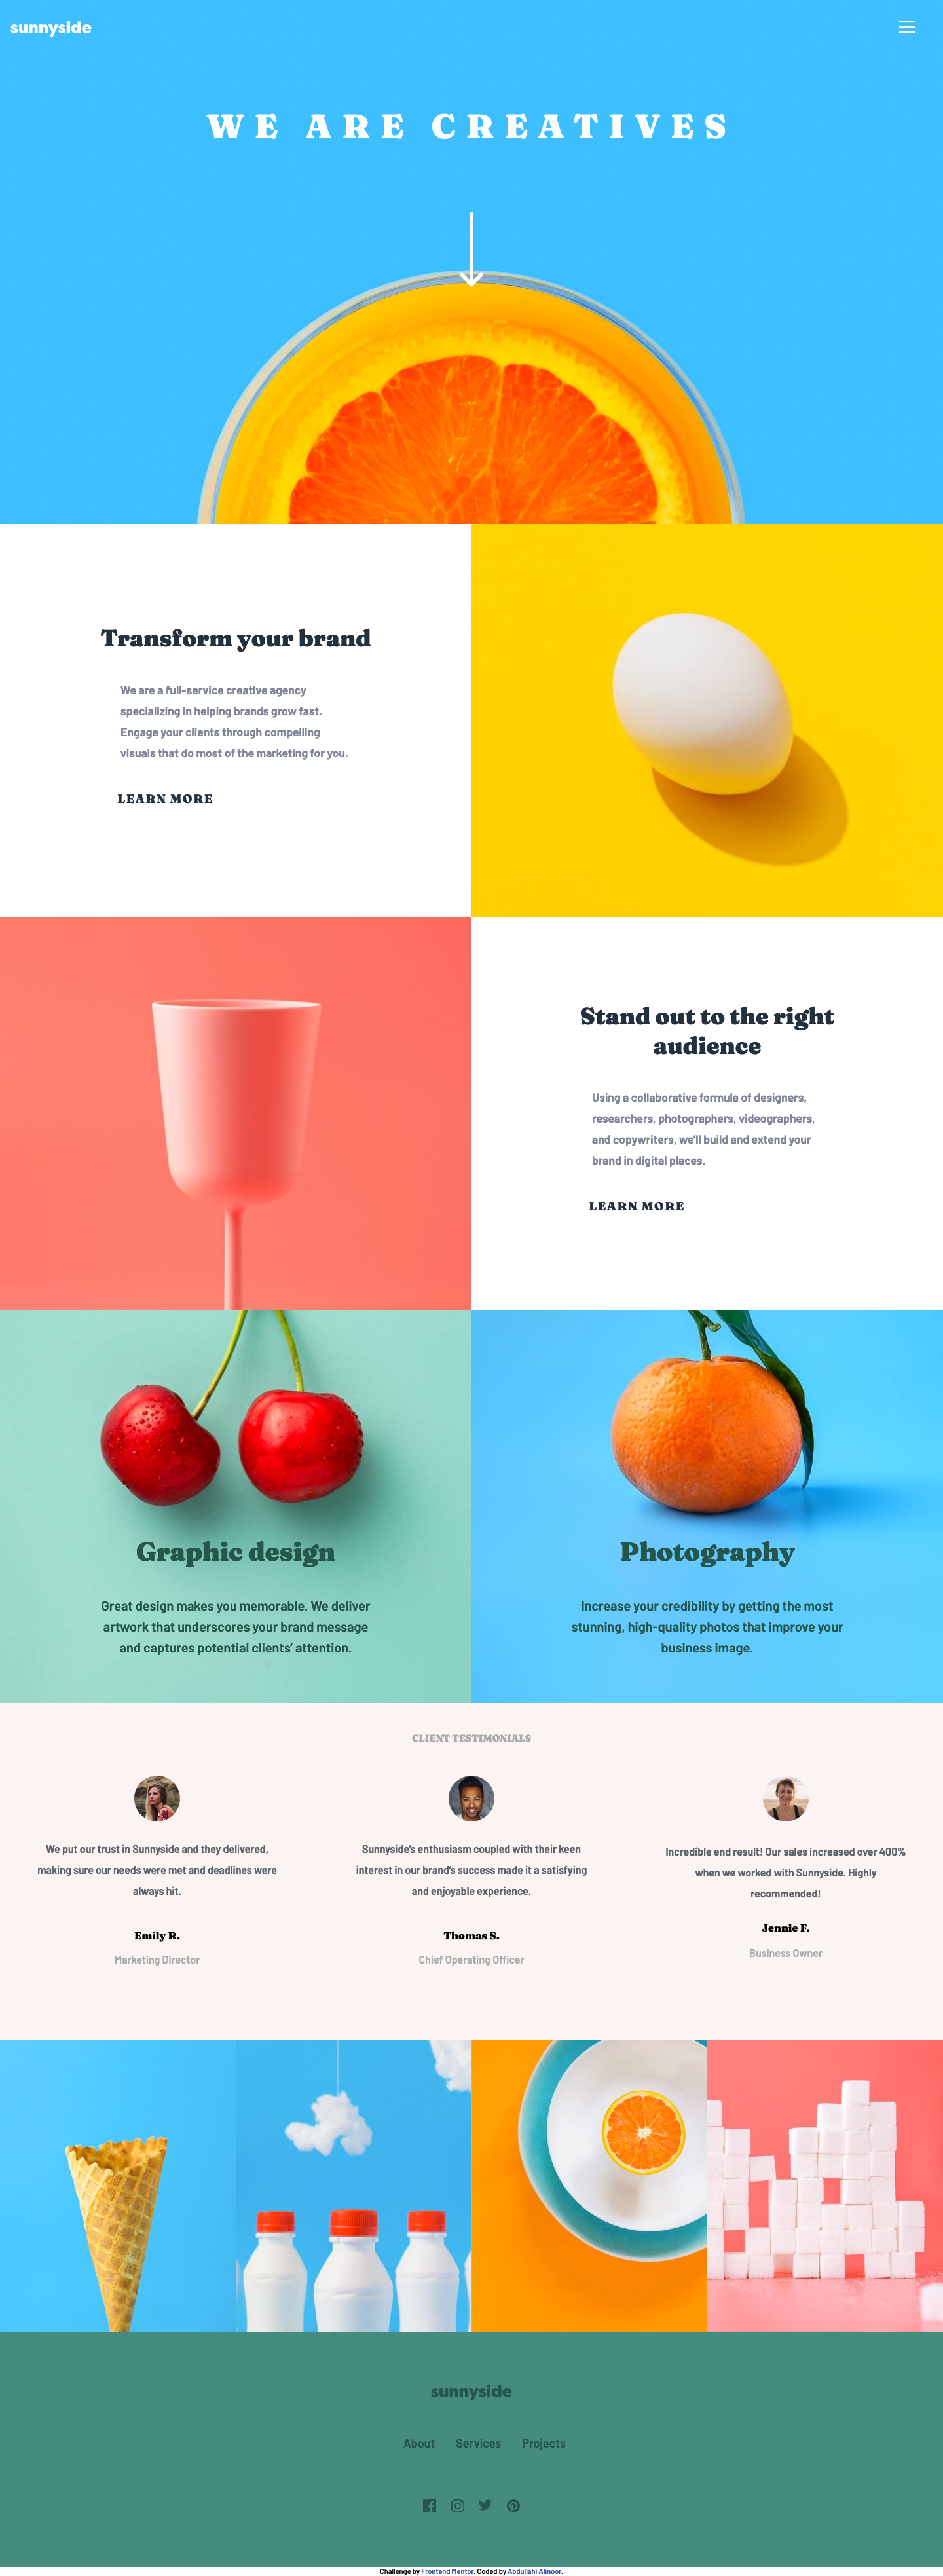 sunnyside
WE ARE CREATIVES
Transform your brand
We are a full-service creative agency
specializing in helping brands grow fast.
Engage your clients through compelling
visuals that do most of the marketing for you.
LEARN MORE
Stand out to the right
audience
Using a collaborative formula of designers,
researchers, photographers, videographers,
and copywriters, we’ll build and extend your
brand in digital places.
LEARN MORE
Graphic design
Great design makes you memorable. We deliver
artwork that underscores your brand message
and captures potential clients’ attention.
Photography
Increase your credibility by getting the most
stunning, high-quality photos that improve your
business image.
CLIENT TESTIMONIALS
We put our trust in Sunnyside and they delivered,
making sure our needs were met and deadlines were
always hit.
Emily R.
Marketing Director
Sunnyside’s enthusiasm coupled with their keen
interest in our brand’s success made it a satisfying
and enjoyable experience.
Thomas S.
Chief Operating Officer
Incredible end result! Our sales increased over 400%
when we worked with Sunnyside. Highly
recommended!
Jennie F.
Business Owner
sunnyside
About Services Projects
Challenge by Frontend Mentor. Coded by Abdullahi Alinoor.